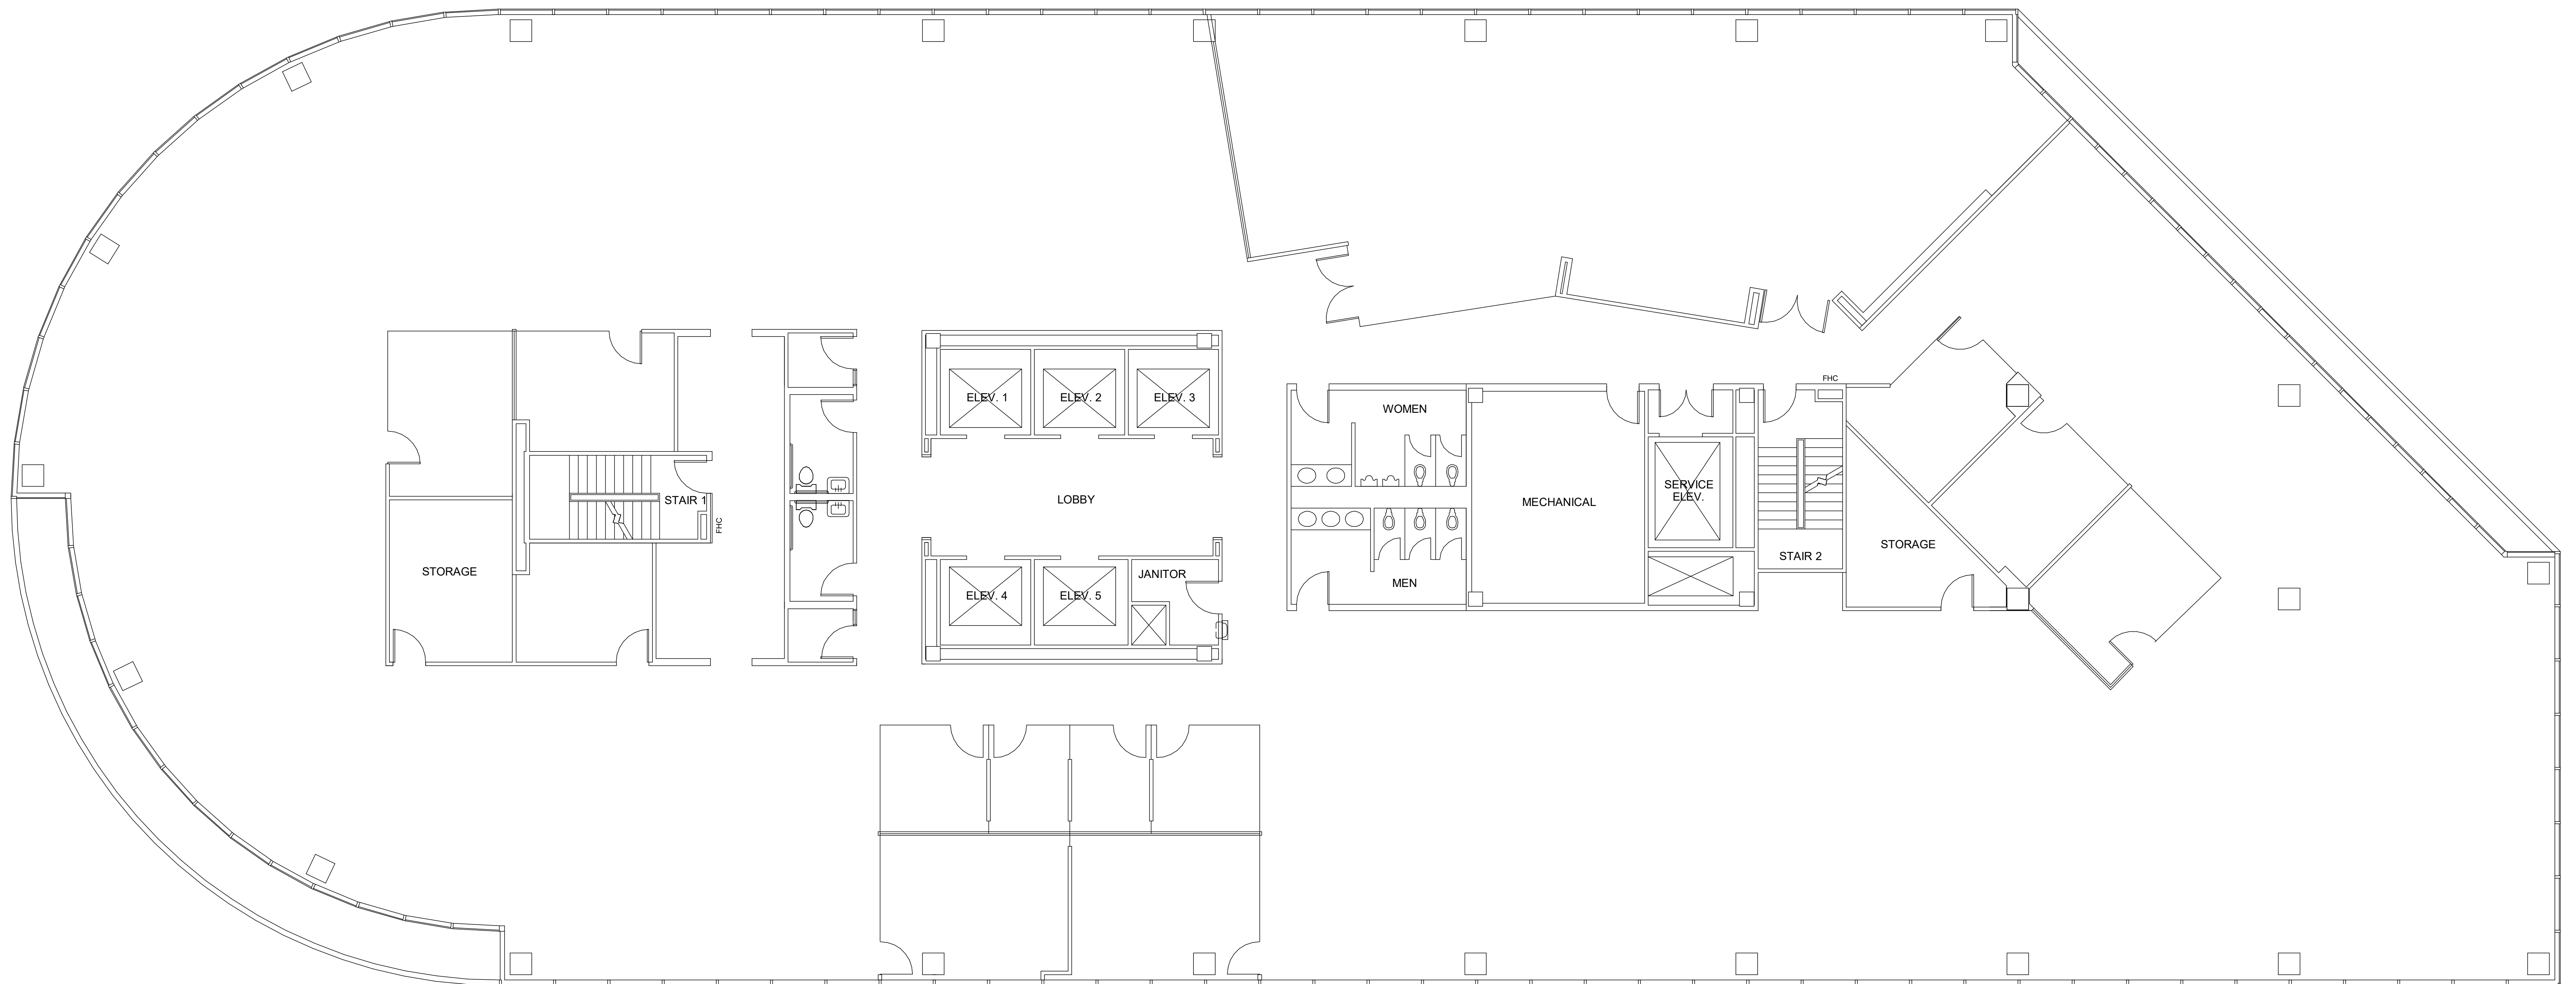 FHC
ELEV. 1
ELEV. 2
ELEV. 3
WOMEN
STAIR 1
FHC
LOBBY
MECHANICAL
SERVICE
ELEV.
STAIR 2
STORAGE
STORAGE
ELEV. 4
ELEV. 5
JANITOR
MEN